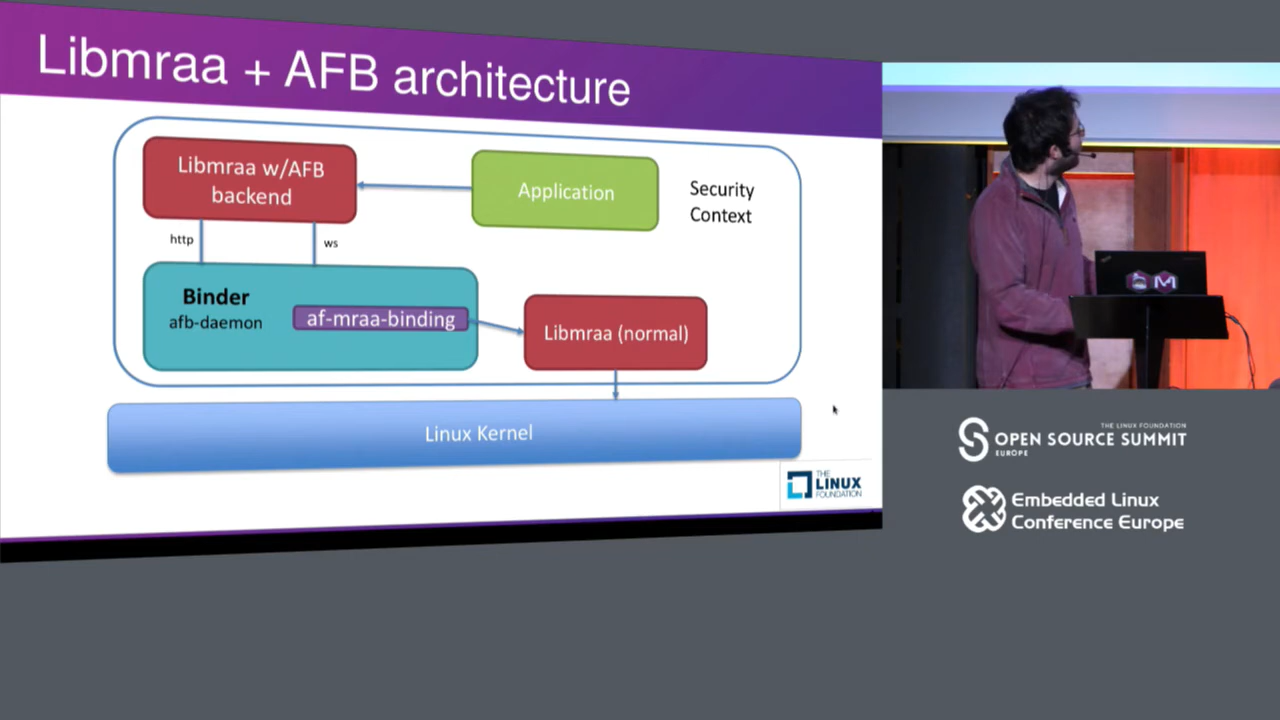 Libmraa + AFB architecture
Libmraa w/AFB
backend
Application
Security
Context
http
ws
Binder
afb-daemon
af-mraa-binding
Libmraa (normal)
Linux Kernel
THE
LINUX
FOUNDATION
THE LINUX FOUNDATION
OPEN SOURCE SUMMIT
EUROPE
Embedded Linux
Conference Europe